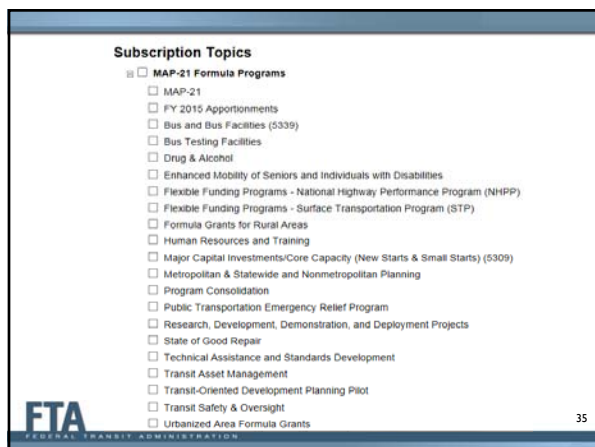 Subscription Topics
MAP-21 Formula Programs
MAP-21
FY 2015 Apportionments
Bus and Bus Facilities (5339)
Bus Testing Facilities
Drug & Alcohol
Enhanced Mobility of Seniors and Individuals with Disabilities
Flexible Funding Programs - National Highway Performance Program (NHPP)
Flexible Funding Programs - Surface Transportation Program (STP)
Formula Grants for Rural Areas
Human Resources and Training
Major Capital Investments/Core Capacity (New Starts & Small Starts) (5309)
Metropolitan & Statewide and Nonmetropolitan Planning
Program Consolidation
Public Transportation Emergency Relief Program
Research, Development, Demonstration, and Deployment Projects
State of Good Repair
Technical Assistance and Standards Development
Transit Asset Management
Transit-Oriented Development Planning Pilot
Transit Safety & Oversight
Urbanized Area Formula Grants
FTA
FEDERAL TRANSIT ADMINISTRATION
35